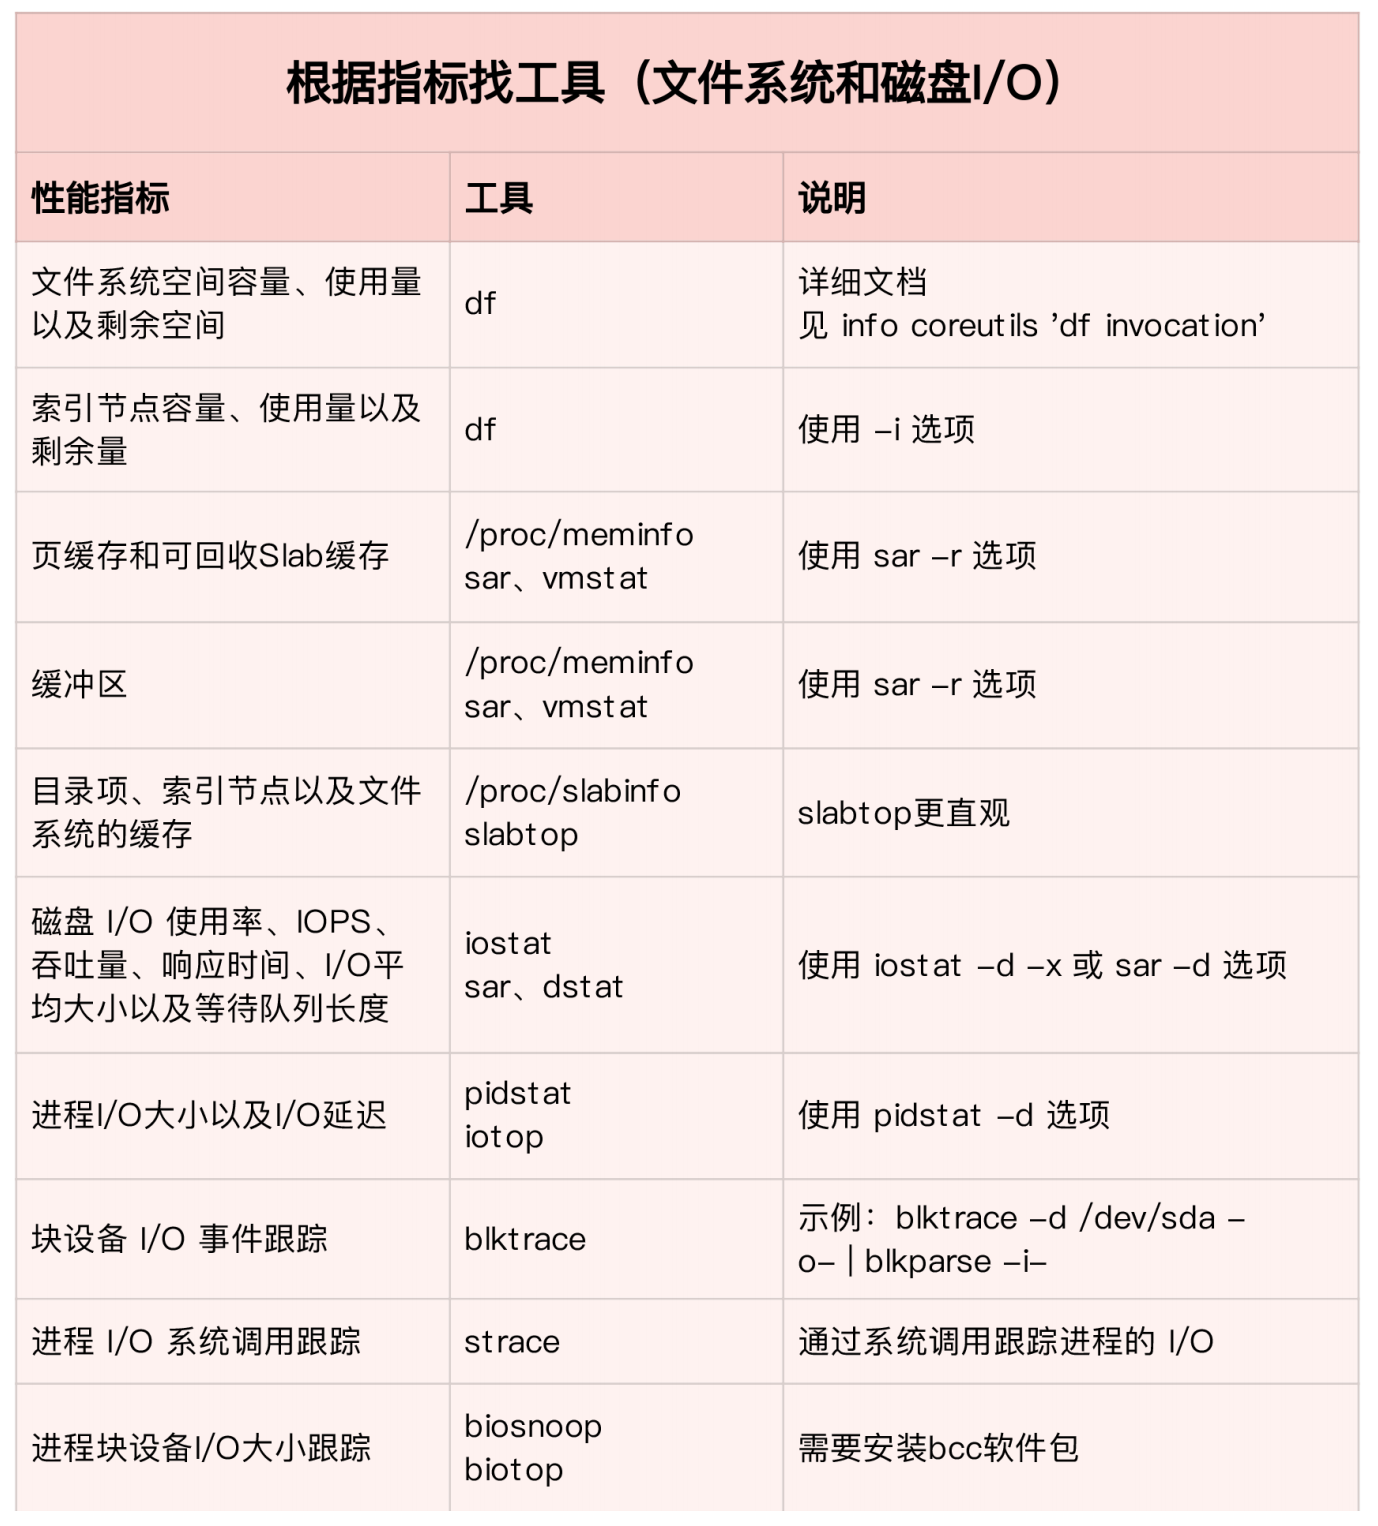 根据指标找工具（文件系统和磁盘I/O）
性能指标
工具
说明
文件系统空间容量、使用量
以及剩余空间
df
详细文档
见 info coreutils ’df invocation’
索引节点容量、使用量以及
剩余量
df
使用 –i 选项
页缓存和可回收Slab缓存
/proc/meminfo
sar、vmstat
使用 sar –r 选项
缓冲区
/proc/meminfo
sar、vmstat
使用 sar –r 选项
目录项、索引节点以及文件
系统的缓存
/proc/slabinfo
slabtop
slabtop更直观
磁盘 I/O 使用率、IOPS、
吞吐量、响应时间、I/O平
均大小以及等待队列长度
iostat
sar、dstat
使用 iostat –d –x 或 sar –d 选项
进程I/O大小以及I/O延迟
pidstat
iotop
使用 pidstat –d 选项
块设备 I/O 事件跟踪
blktrace
示例：blktrace –d /dev/sda –
o– | blkparse –i–
进程 I/O 系统调用跟踪
strace
通过系统调用跟踪进程的 I/O
进程块设备I/O大小跟踪
biosnoop
biotop
需要安装bcc软件包